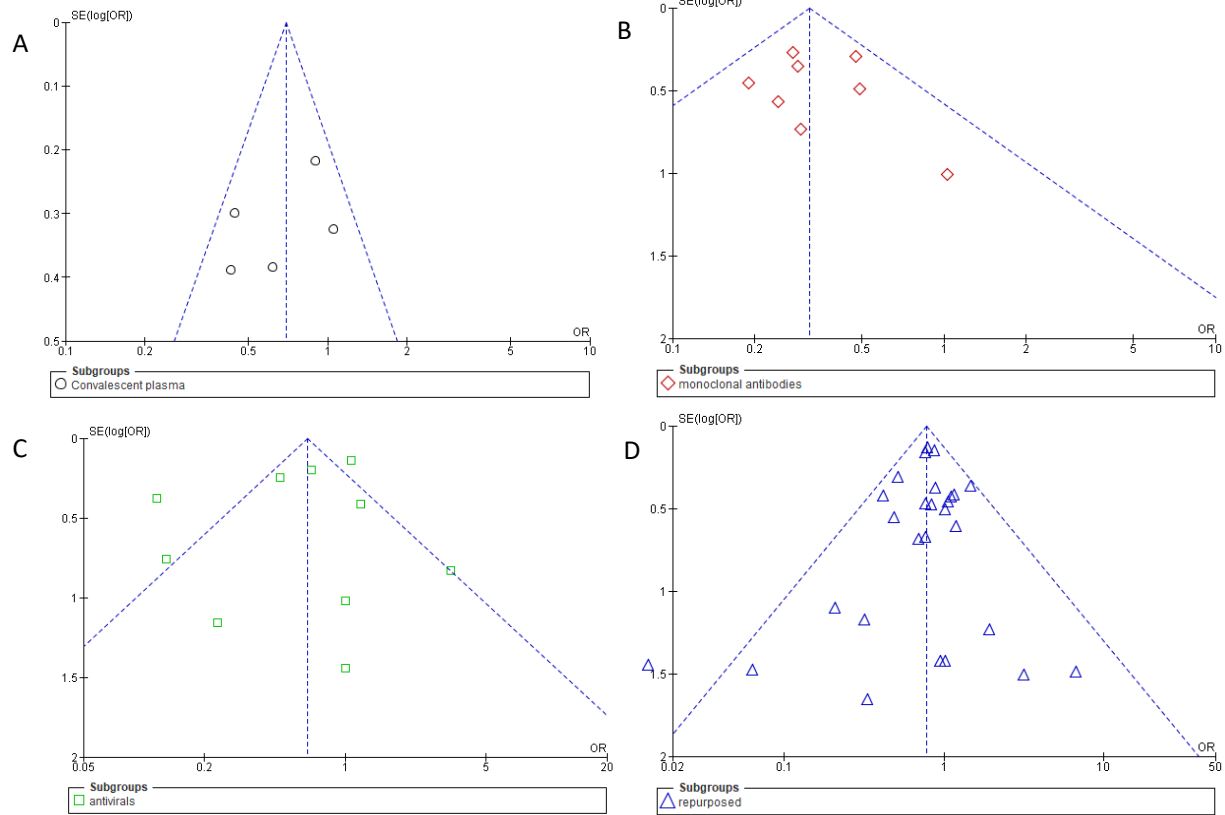 A
SE(log[OR])
0
0.1
0.2
0.3
0.4
0.5
OR
0.1 0.2 0.5 1 2 5 10
Subgroups
Convalescent plasma
B
SE(log[OR])
0
0.5
1
1.5
2
OR
0.1 0.2 0.5 1 2 5 10
Subgroups
monoclonal antibodies
C
SE(log[OR])
0
0.5
1
1.5
2
OR
0.05 0.2 1 5 20
Subgroups
antivirals
D
SE(log[OR])
0
0.5
1
1.5
2
OR
0.02 0.1 1 10 50
Subgroups
repurposed